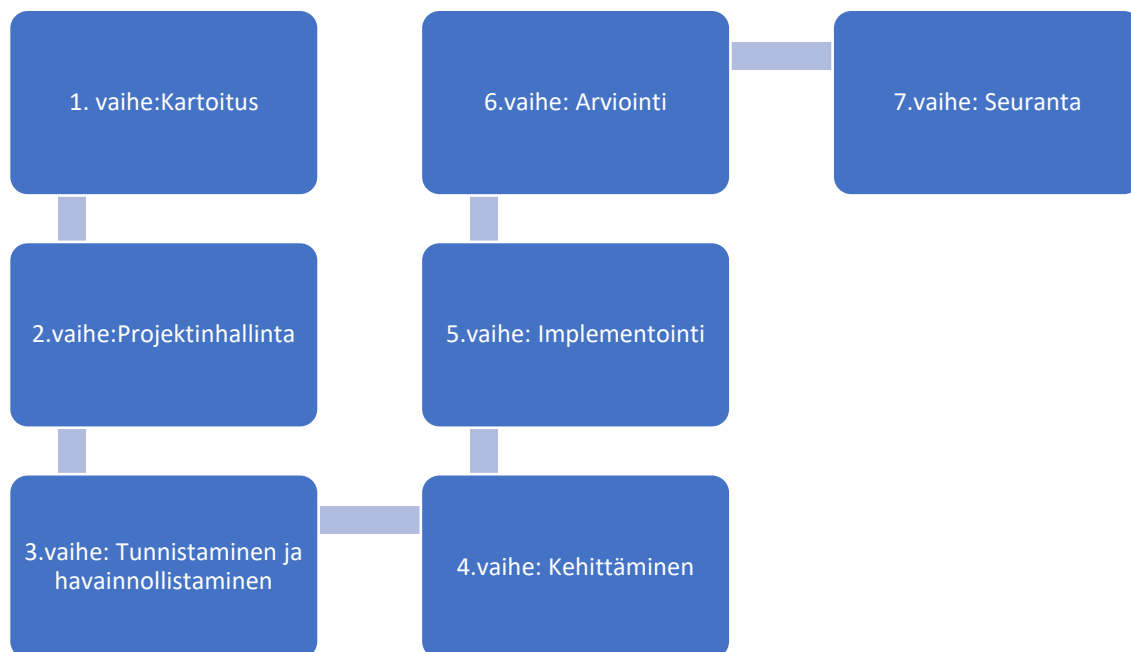 1. vaihe:Kartoitus
2.vaihe:Projektinhallinta
3.vaihe: Tunnistaminen ja
havainnollistaminen
4.vaihe: Kehittäminen
5.vaihe: Implementointi
6.vaihe: Arviointi
7.vaihe: Seuranta